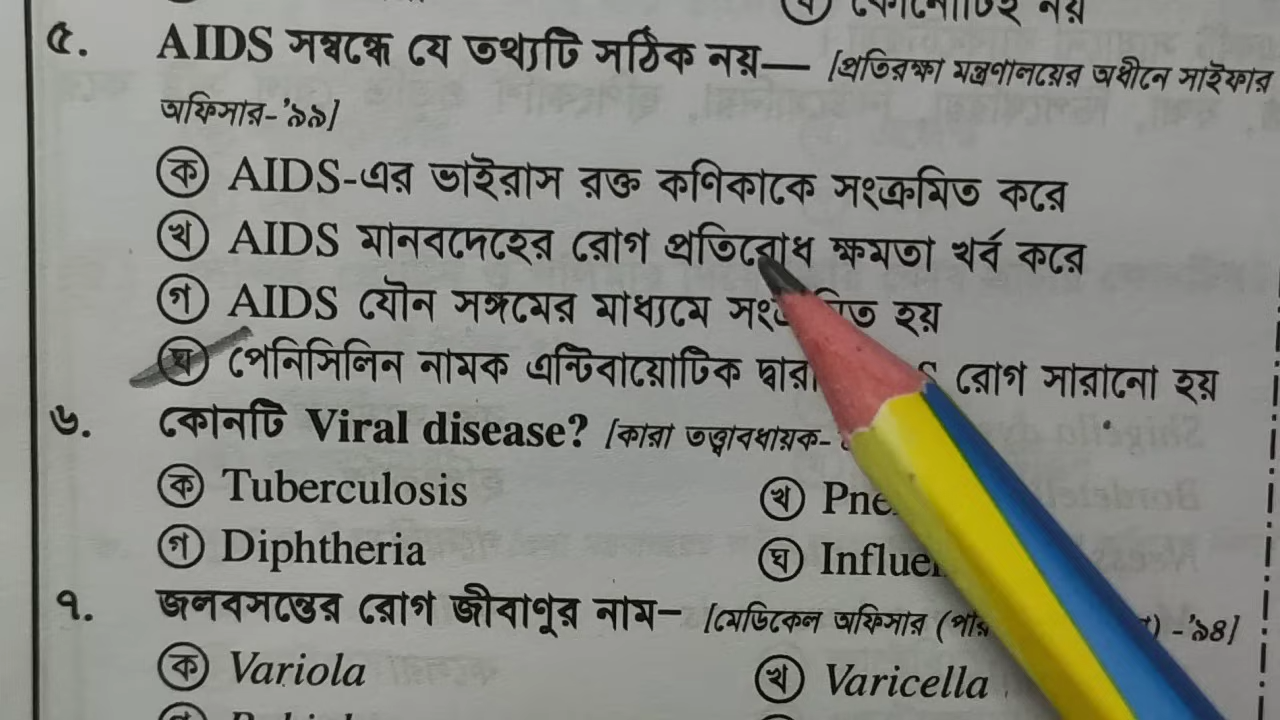 ঘ কোনোটিই নয়
৫. AIDS সম্বন্ধে যে তথ্যটি সঠিক নয়— [প্রতিরক্ষা মন্ত্রণালয়ের অধীনে সাইফার
অফিসার-'৯৯]
ক AIDS-এর ভাইরাস রক্ত কণিকাকে সংক্রমিত করে
খ AIDS মানবদেহের রোগ প্রতিরোধ ক্ষমতা খর্ব করে
গ AIDS যৌন সঙ্গমের মাধ্যমে হয়
ঘ পেনিসিলিন নামক এন্টিবায়োটিক দ্বারা রোগ সারানো হয়
৬. কোনটি Viral disease? [কারা তত্ত্বাবধায়ক-
ক Tuberculosis খ
গ Diphtheria ঘ
৭. জলবসন্তের রোগ জীবাণুর নাম– [মেডিকেল অফিসার -'৯৪]
ক Variola খ Varicella